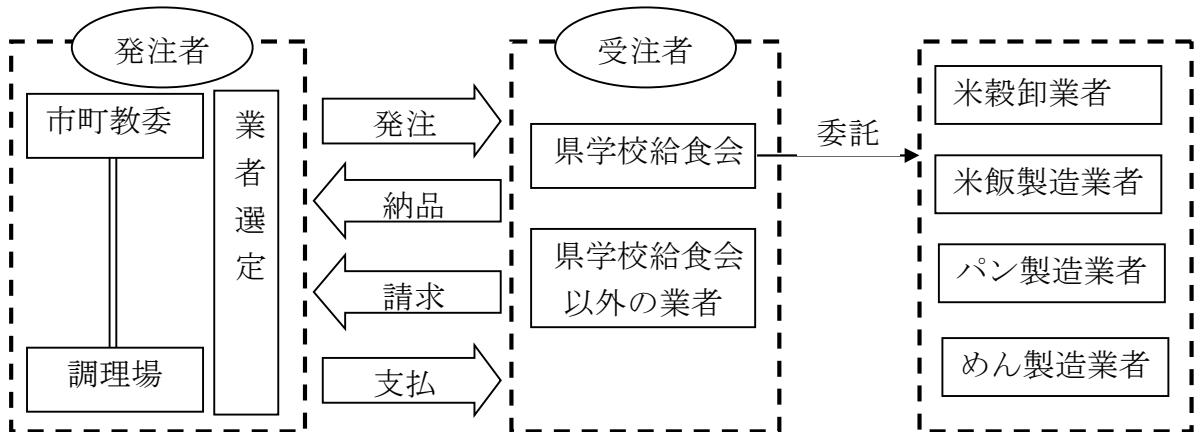 発注者
市町教委
調理場
業者選定
発注
納品
請求
支払
受注者
県学校給食会
県学校給食会
以外の業者
委託
米穀卸業者
米飯製造業者
パン製造業者
めん製造業者